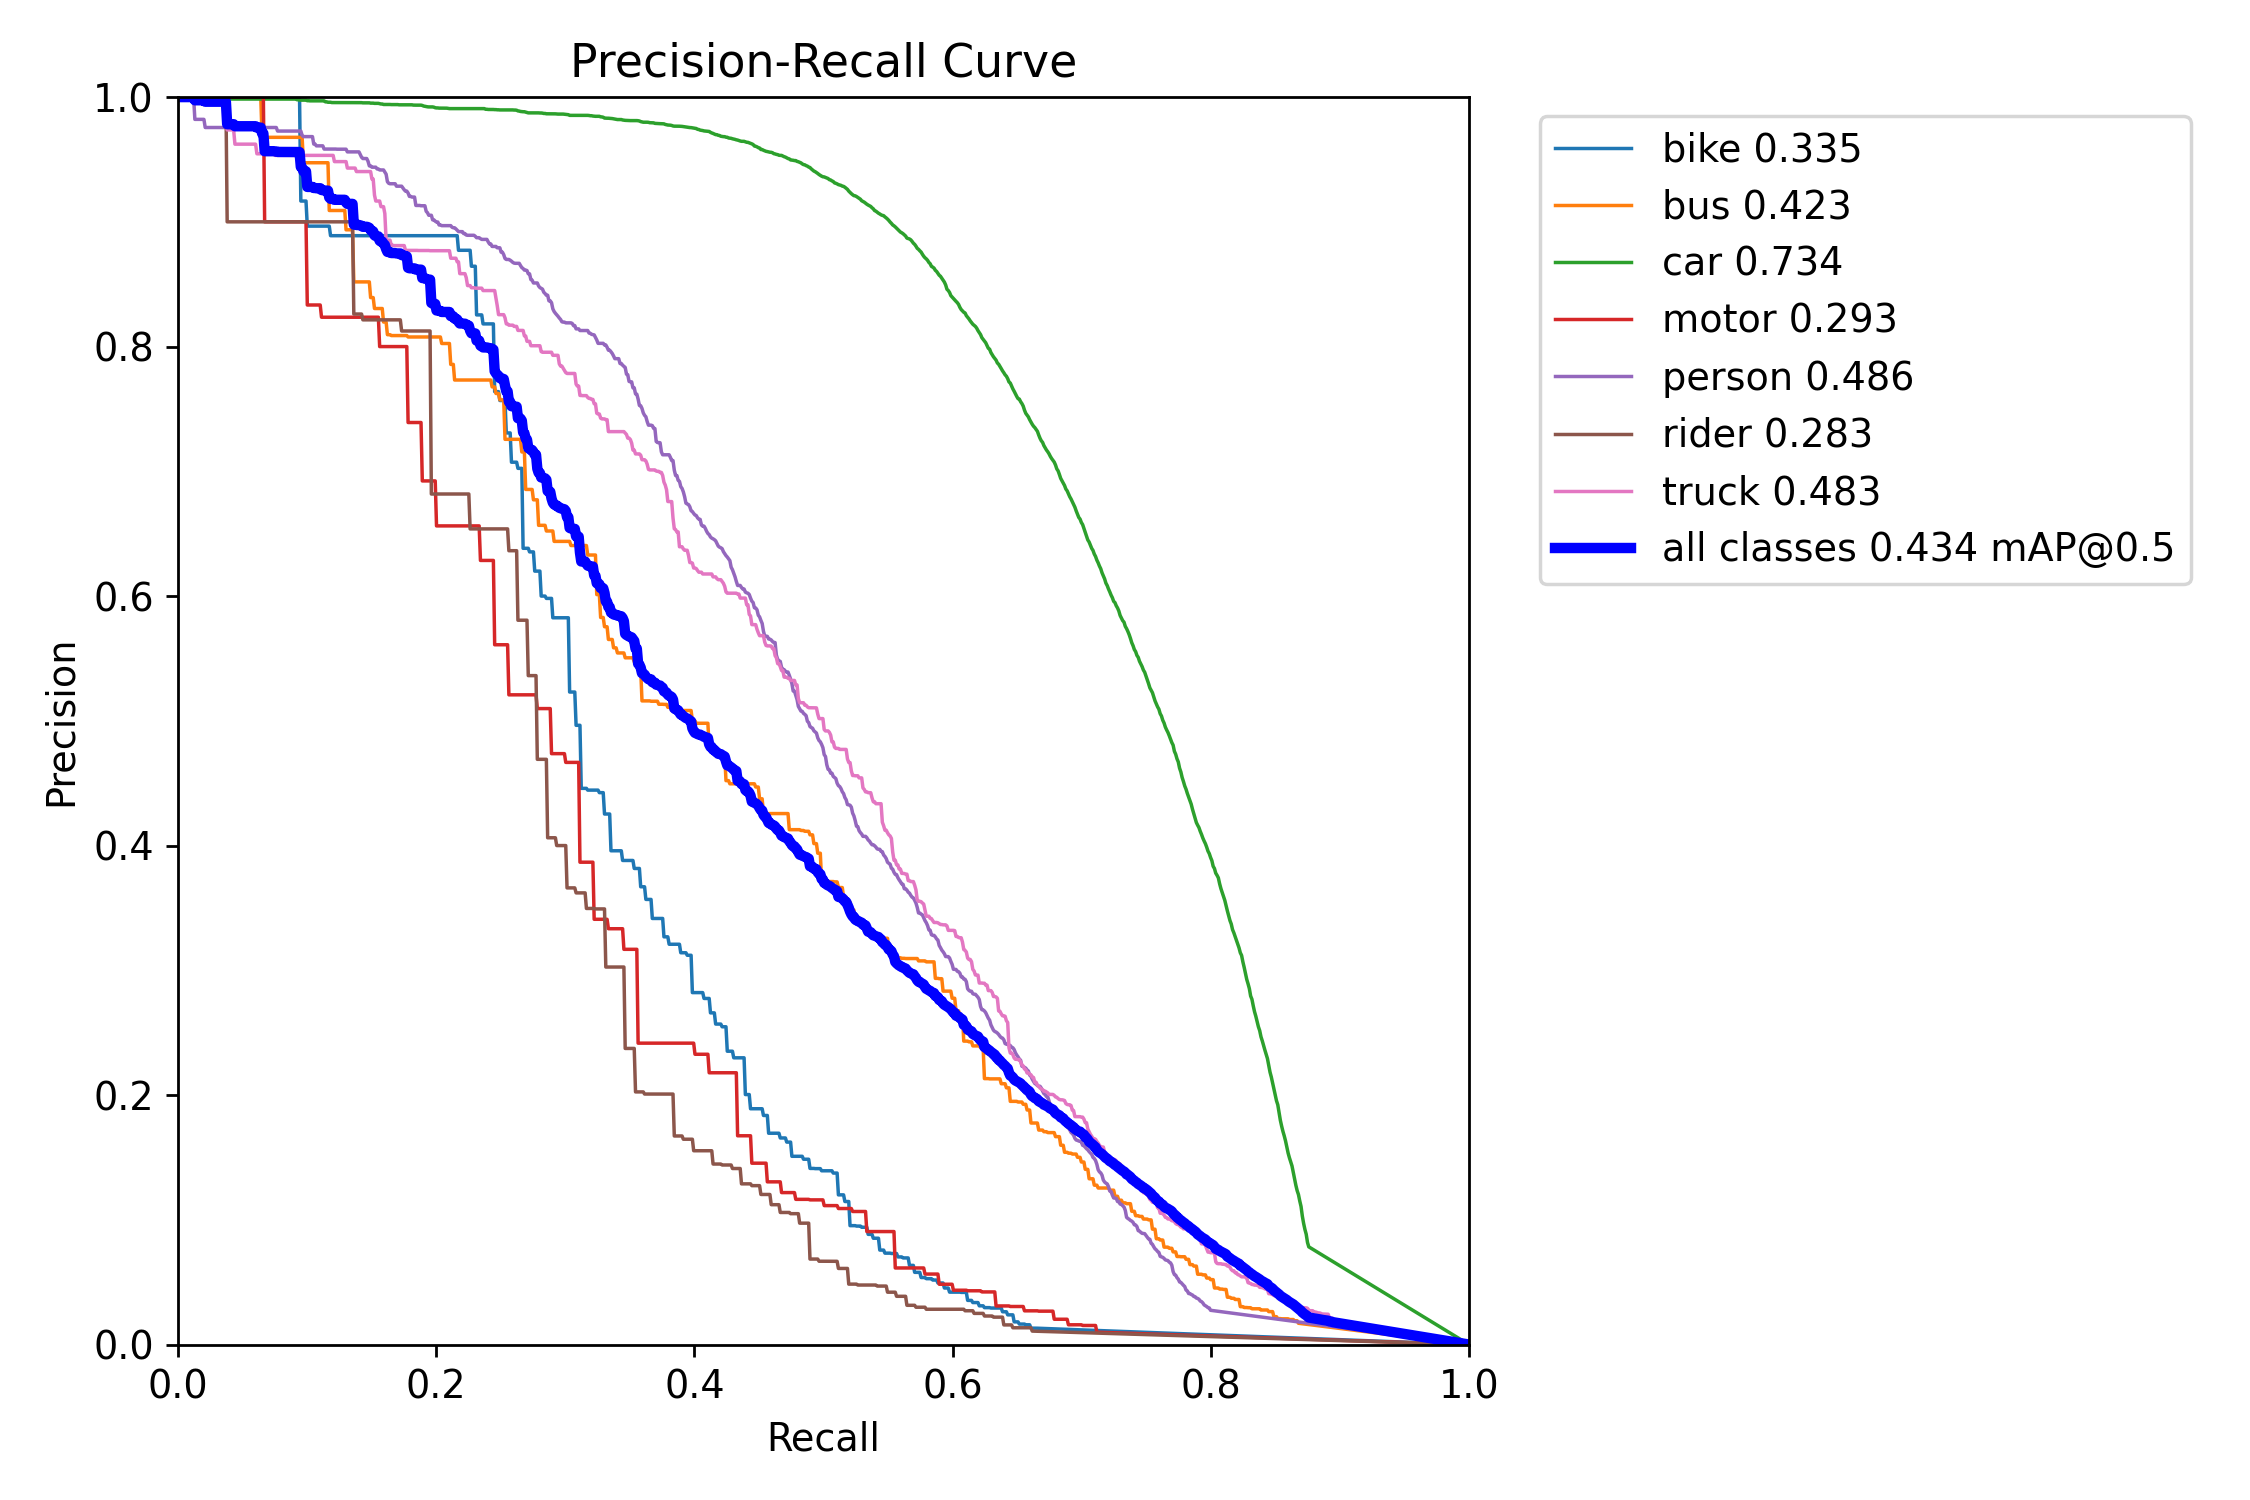 Precision-Recall Curve
1.0
0.8
0.6
0.4
0.2
0.0
Precision
0.0 0.2 0.4 0.6 0.8 1.0
Recall
bike 0.335
bus 0.423
car 0.734
motor 0.293
person 0.486
rider 0.283
truck 0.483
all classes 0.434 mAP@0.5